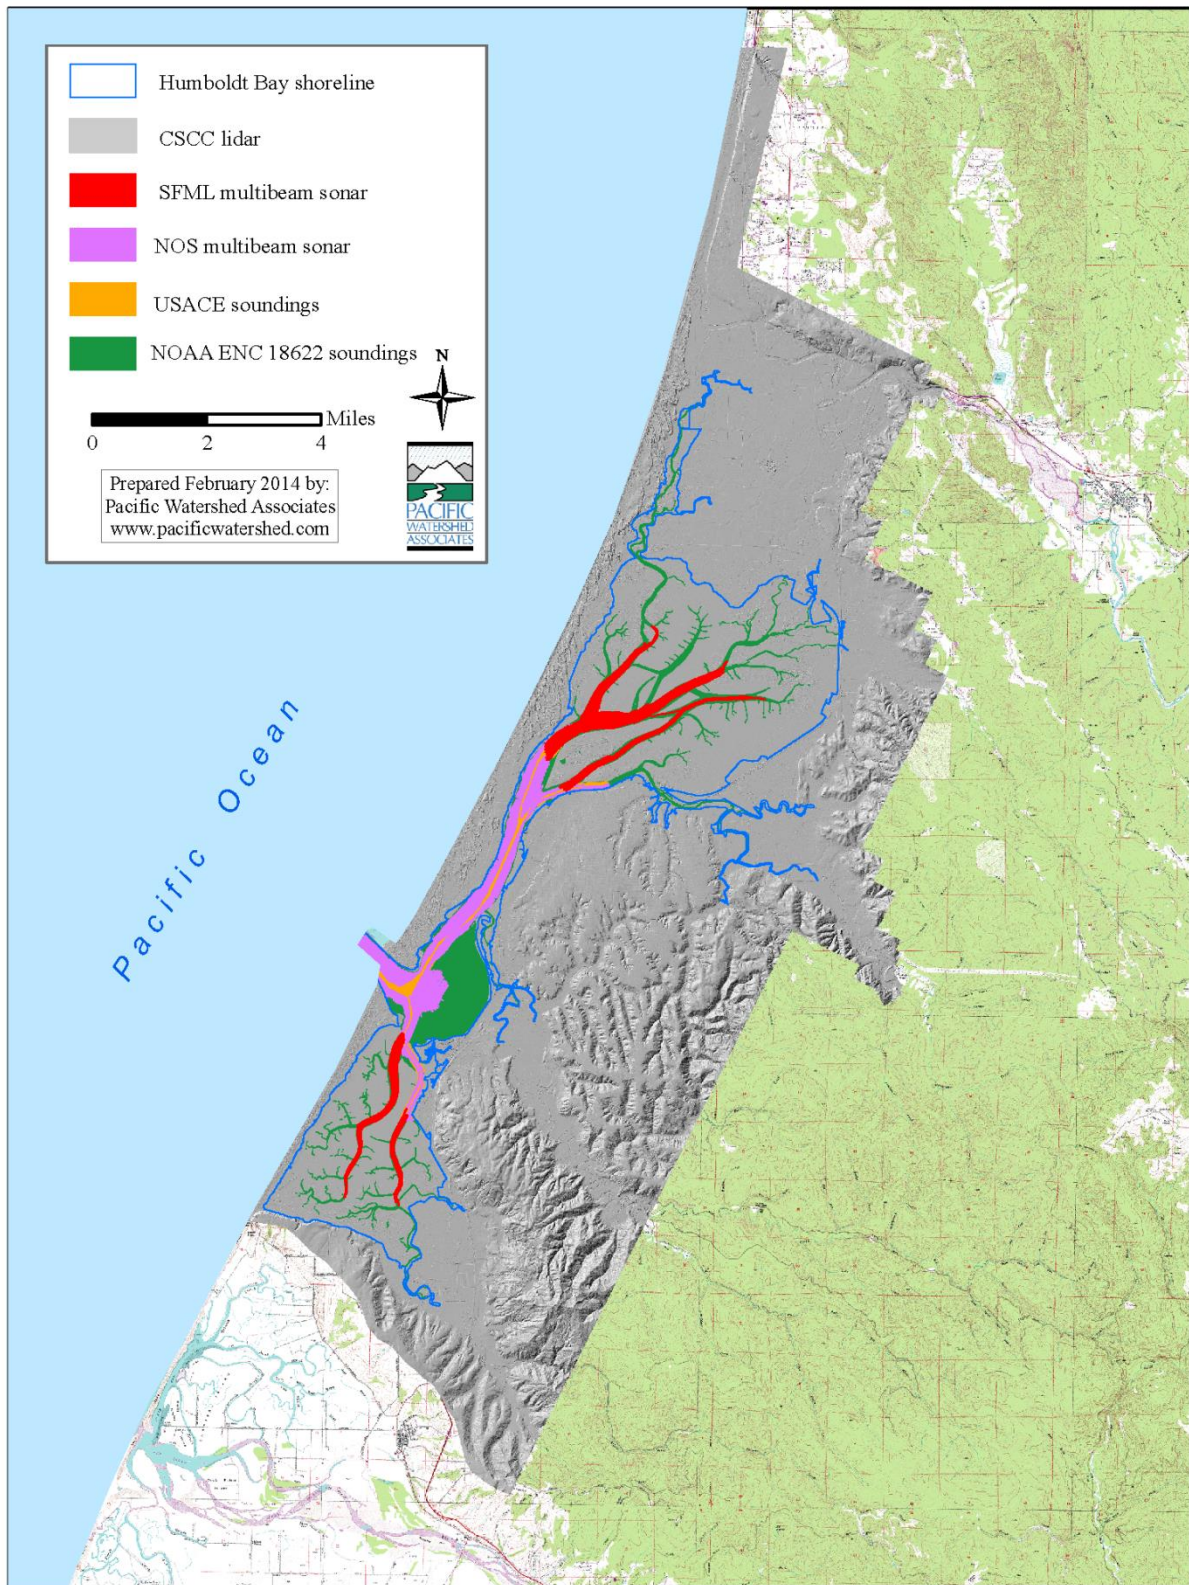 Humboldt Bay shoreline
CSCC lidar
SFML multibeam sonar
NOS multibeam sonar
USACE soundings
NOAA ENC 18622 soundings
N
Miles
0 2 4
Prepared February 2014 by:
Pacific Watershed Associates
www.pacificwatershed.com
PACIFIC
WATERSHED
ASSOCIATES
Pacific Ocean